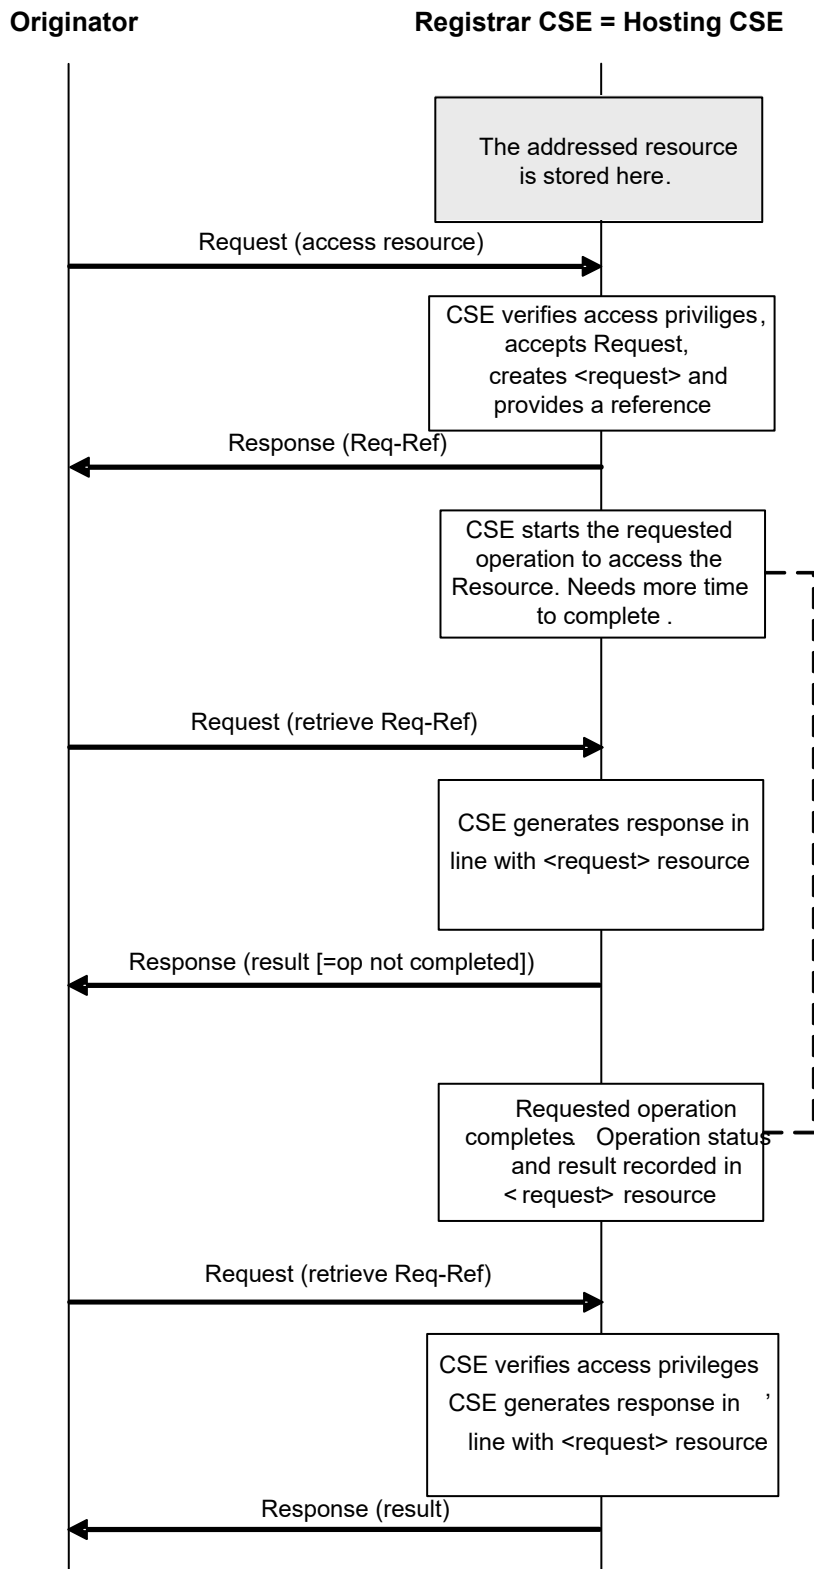 Originator
Registrar CSE = Hosting CSE
The addressed resource
is stored here.
Request (access resource)
CSE verifies access priviliges,
accepts Request,
creates <request> and
provides a reference
Response (Req-Ref)
CSE starts the requested
operation to access the
Resource. Needs more time
to complete .
Request (retrieve Req-Ref)
CSE generates response in
line with <request> resource
Response (result [=op not completed])
Requested operation
completes. Operation status
and result recorded in
< request> resource
Request (retrieve Req-Ref)
CSE verifies access privileges ,
CSE generates response in
line with <request> resource
Response (result)